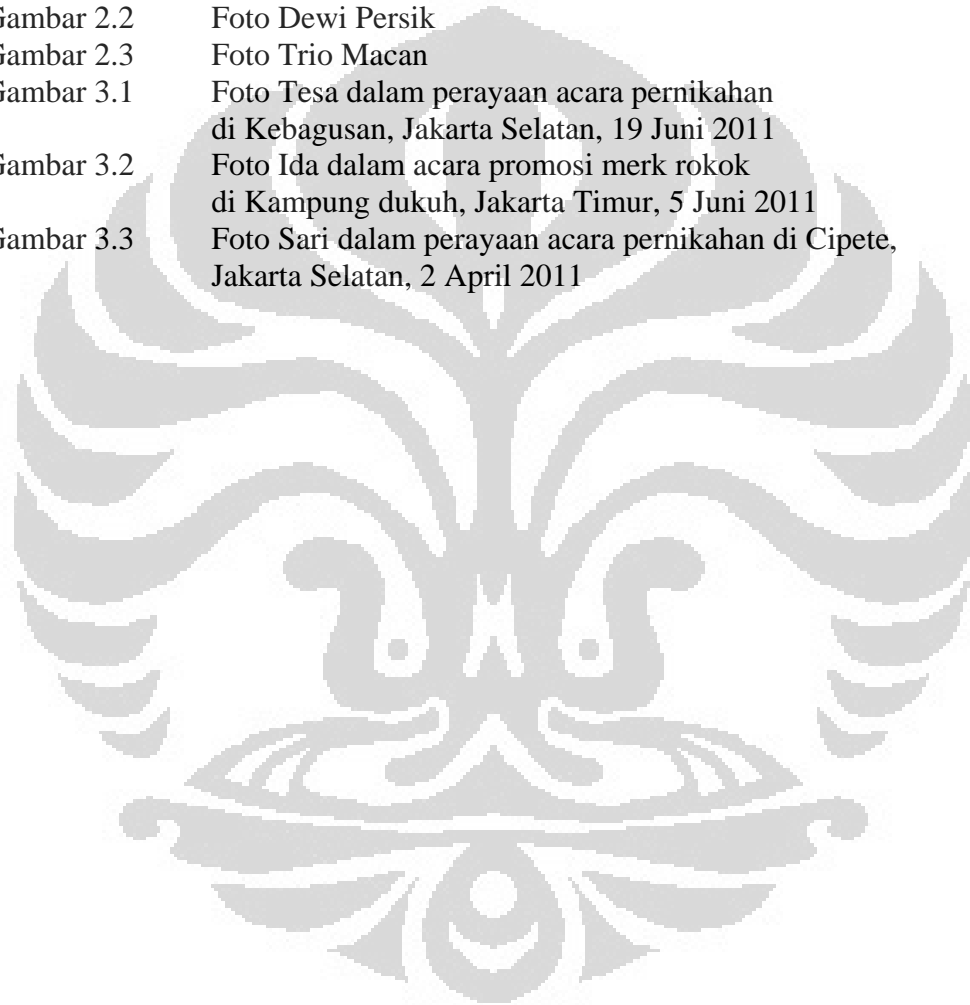 Gambar 2.2 Foto Dewi Persik
Gambar 2.3 Foto Trio Macan
Gambar 3.1 Foto Tesa dalam perayaan acara pernikahan
di Kebagusan, Jakarta Selatan, 19 Juni 2011
Gambar 3.2 Foto Ida dalam acara promosi merk rokok
di Kampung dukuh, Jakarta Timur, 5 Juni 2011
Gambar 3.3 Foto Sari dalam perayaan acara pernikahan di Cipete,
Jakarta Selatan, 2 April 2011